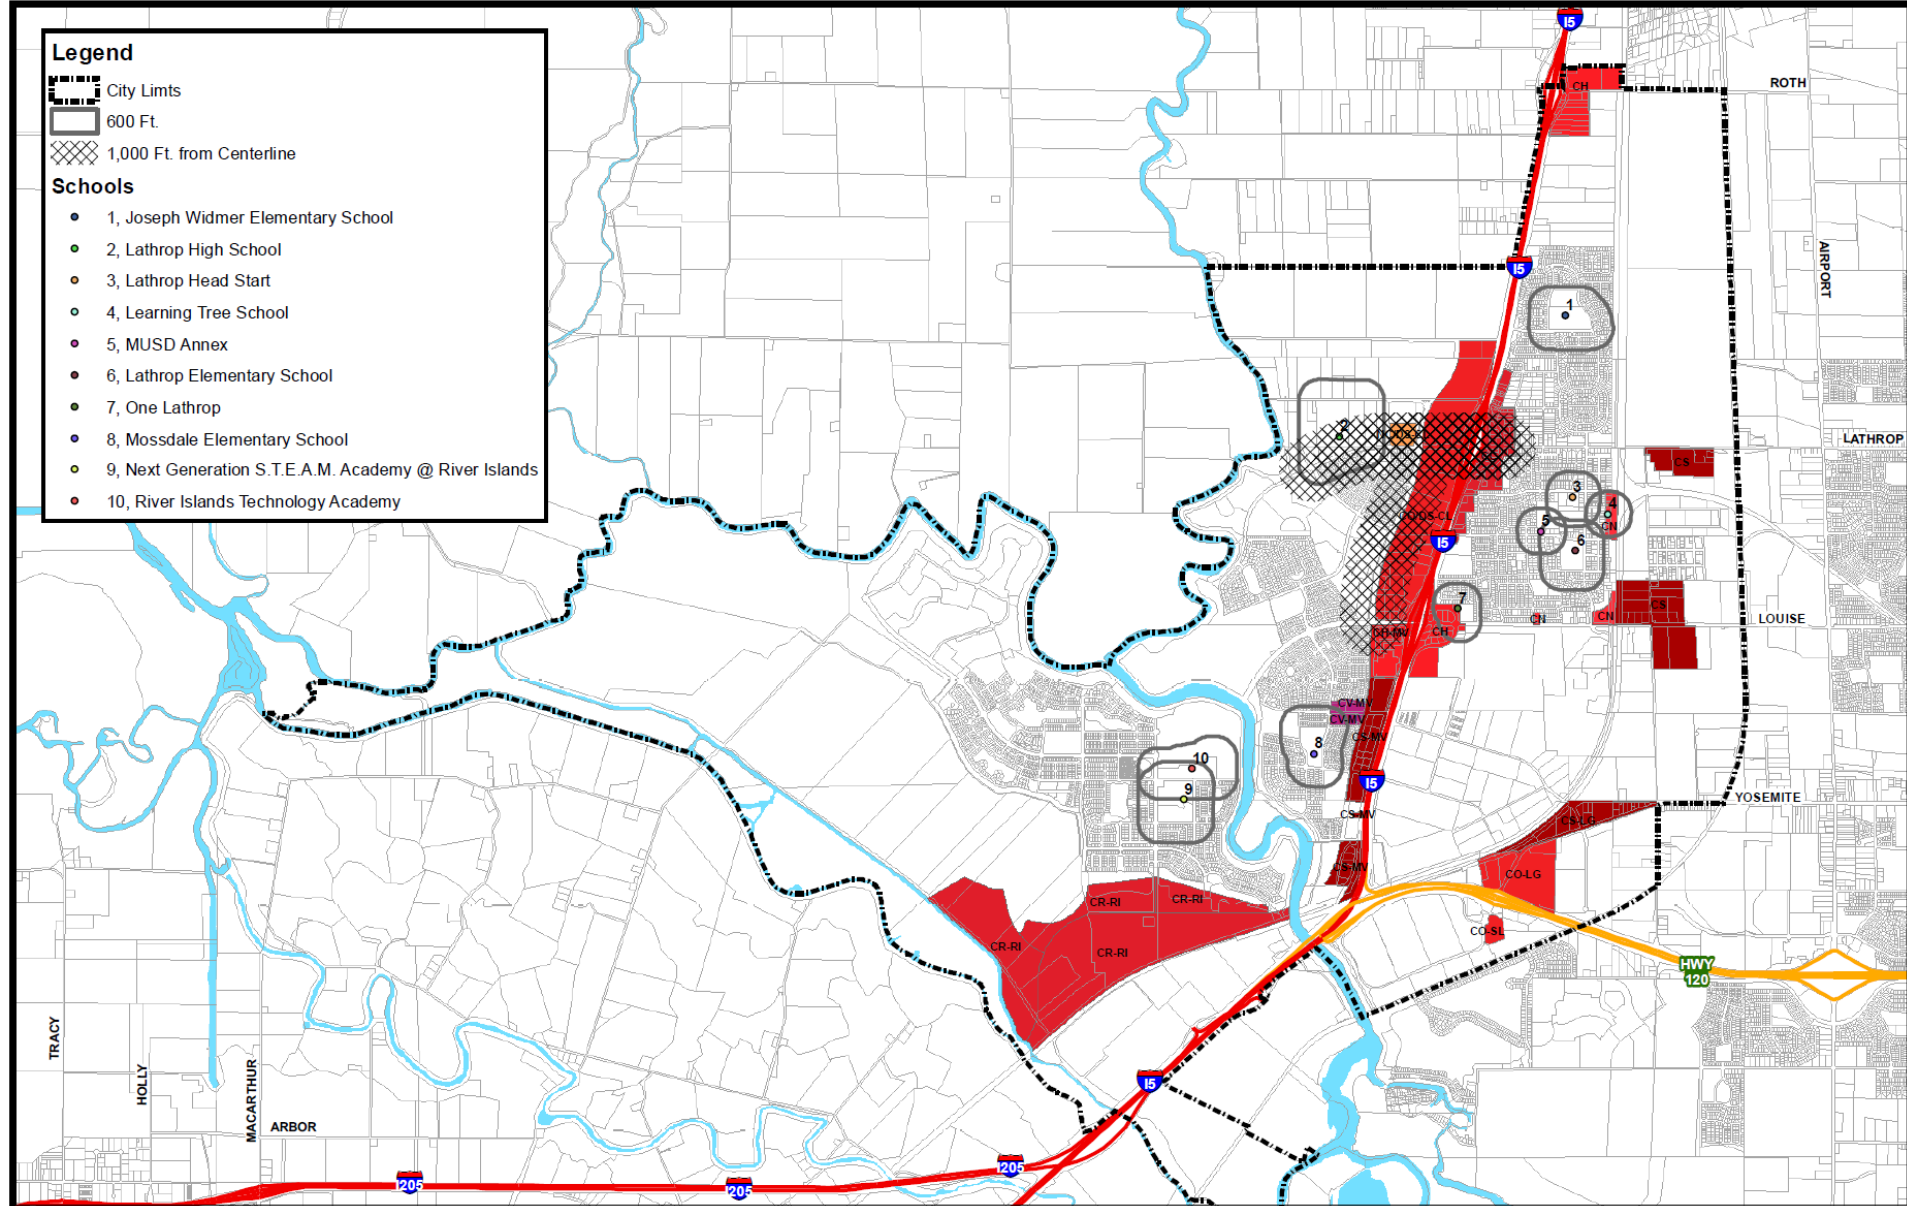 Legend
City Limts
600 Ft.
1,000 Ft. from Centerline
Schools
1, Joseph Widmer Elementary School
2, Lathrop High School
3, Lathrop Head Start
4, Learning Tree School
5, MUSD Annex
6, Lathrop Elementary School
7, One Lathrop
8, Mossdale Elementary School
9, Next Generation S.T.E.A.M. Academy @ River Islands
10, River Islands Technology Academy
I5
CH
ROTH
AIRPORT
I5
1
2
LATHROP
CS
3
4
CN
5
6
CO/DS-CL
I5
7
CS
CN
CN
LOUISE
CH-MV
CH
CV-MV
CV-MV
CS-MV
8
10
9
I5
YOSEMITE
CS-MV
CS-LG
CS-MV
CO-LG
CR-RI
CR-RI
CO-SL
CR-RI
CR-RI
HWY
120
TRACY
HOLLY
MACARTHUR
ARBOR
I5
I205
I205
I205